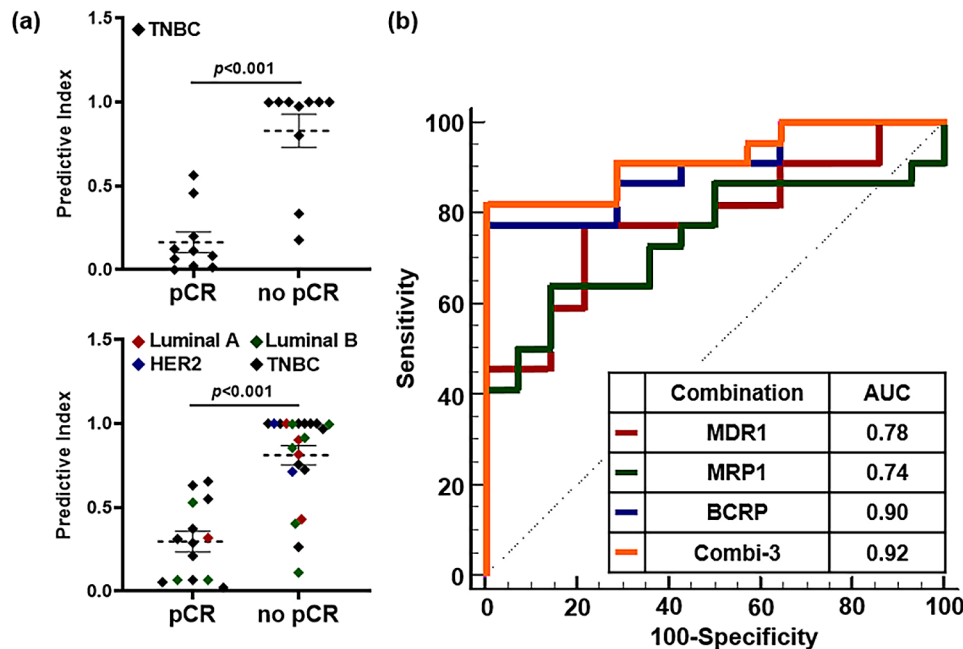 (a)
TNBC
p<0.001
Predictive Index
1.5
1.0
0.5
0.0
pCR
no pCR
Luminal A
Luminal B
HER2
TNBC
p<0.001
Predictive Index
1.5
1.0
0.5
0.0
pCR
no pCR
(b)
Sensitivity
100
80
60
40
20
0
0
20
40
60
80
100
100-Specificity
Combination AUC
MDR1 0.78
MRP1 0.74
BCRP 0.90
Combi-3 0.92